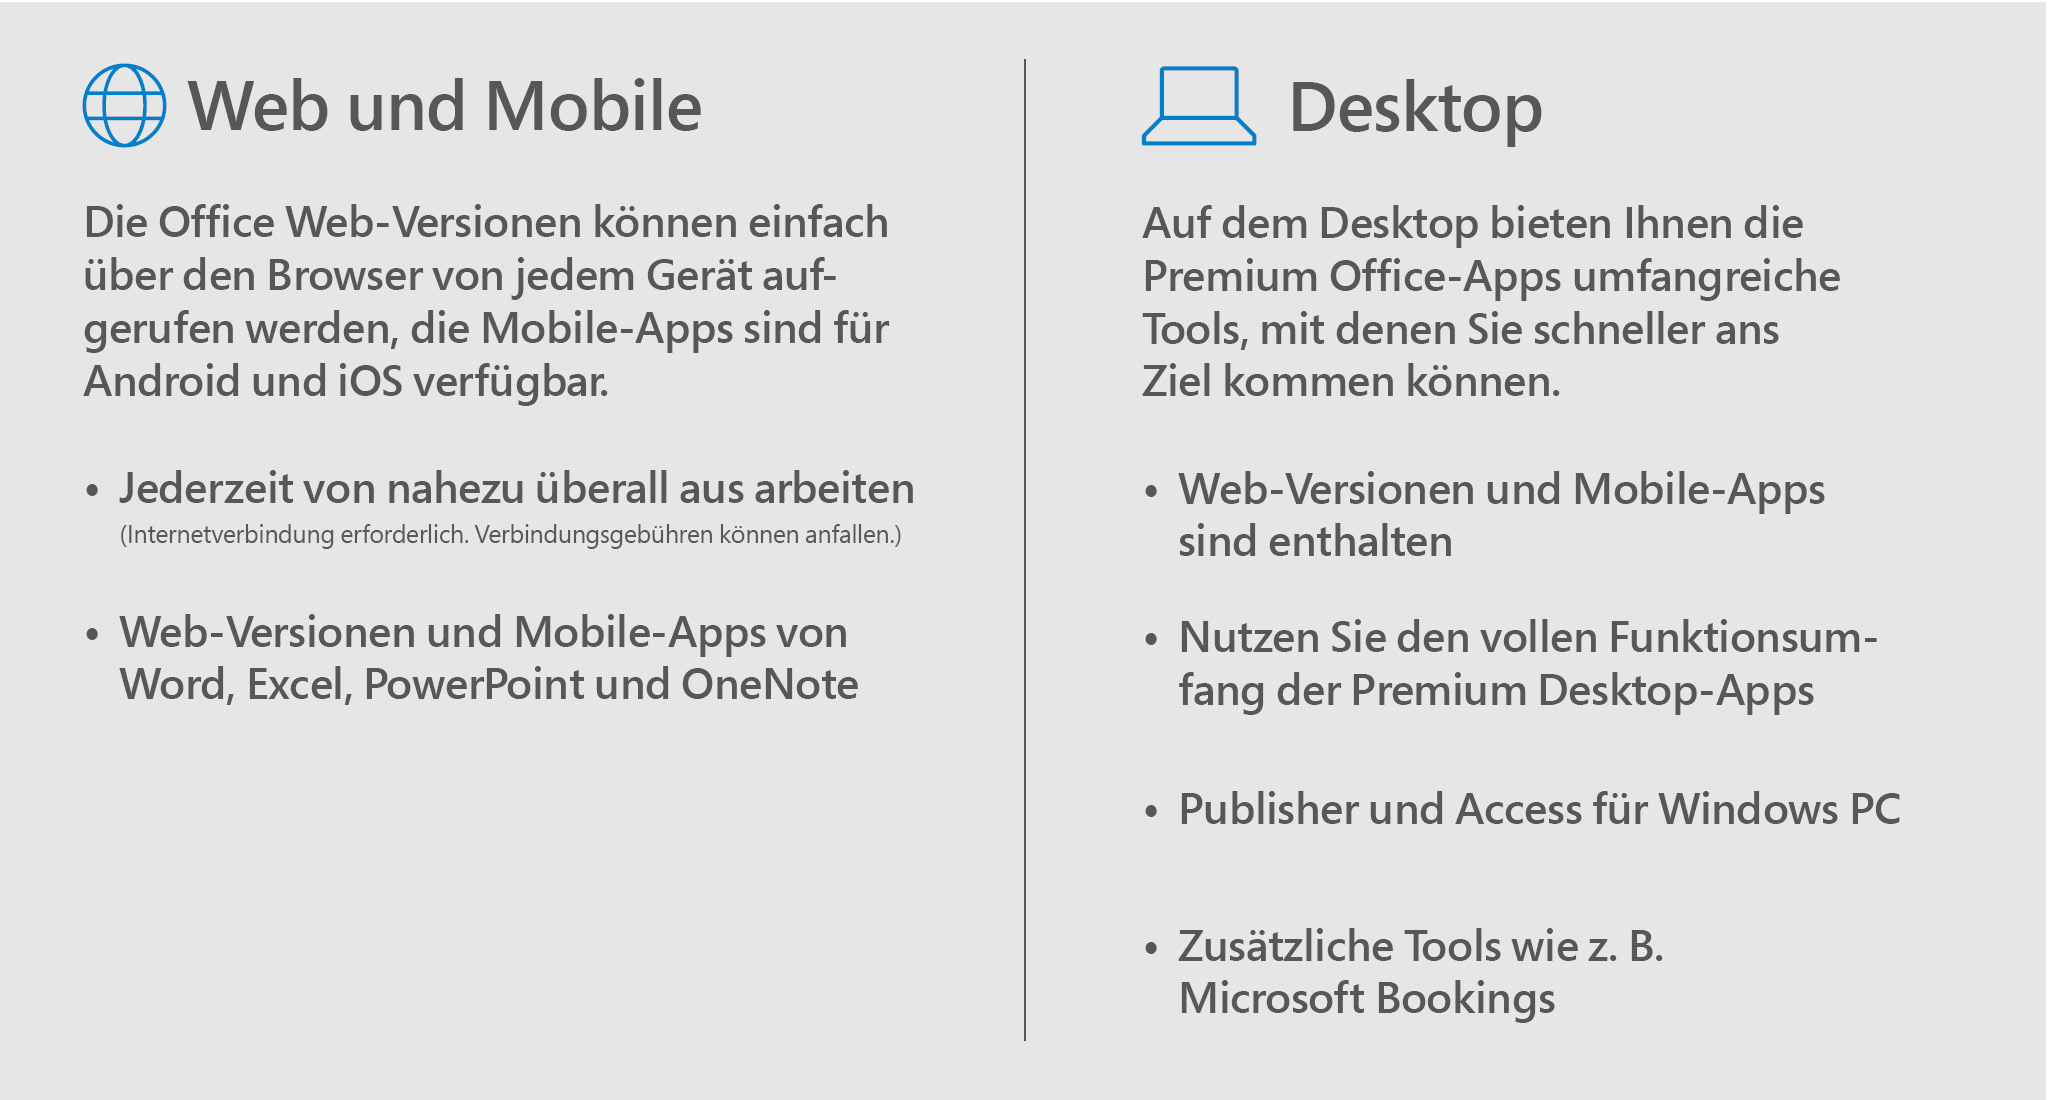 Web und Mobile
Die Office Web-Versionen können einfach
über den Browser von jedem Gerät auf-
gerufen werden, die Mobile-Apps sind für
Android und iOS verfügbar.
• Jederzeit von nahezu überall aus arbeiten
(Internetverbindung erforderlich. Verbindungsgebühren können anfallen.)
• Web-Versionen und Mobile-Apps von
Word, Excel, PowerPoint und OneNote
Desktop
Auf dem Desktop bieten Ihnen die
Premium Office-Apps umfangreiche
Tools, mit denen Sie schneller ans
Ziel kommen können.
• Web-Versionen und Mobile-Apps
sind enthalten
• Nutzen Sie den vollen Funktionsum-
fang der Premium Desktop-Apps
• Publisher und Access für Windows PC
• Zusätzliche Tools wie z. B.
Microsoft Bookings